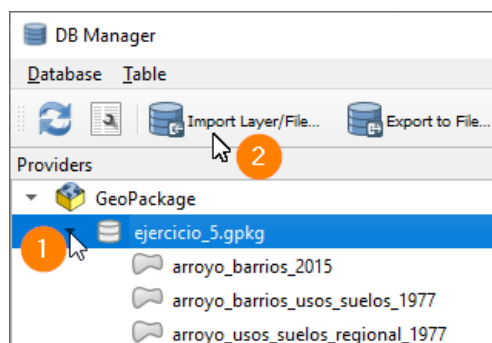 DB Manager
Database Table
Import Layer/File... Export to File...
2
Providers
GeoPackage
1 ejercicio_5.gpkg
arroyo_barrios_2015
arroyo_barrios_usos_suelos_1977
arroyo_usos_suelos_regional_1977